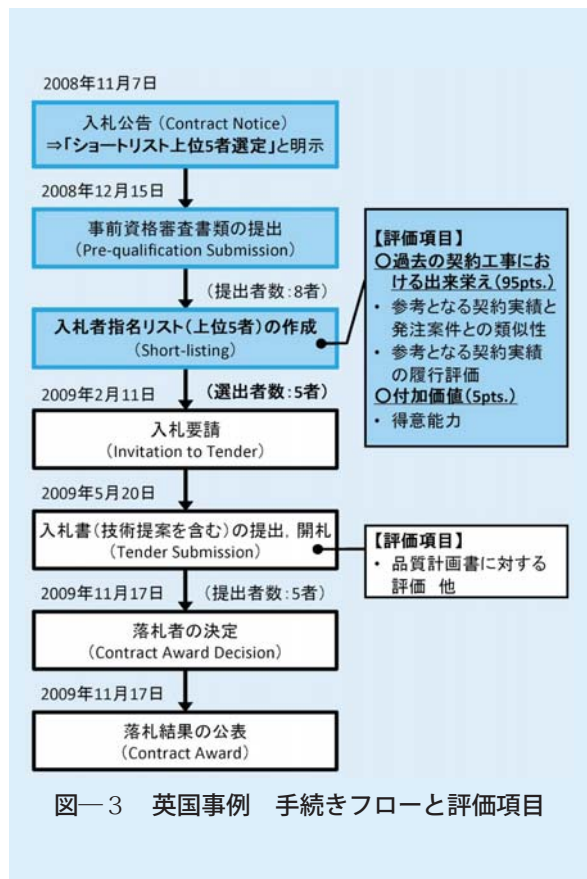 2008年11月7日
入札公告（Contract Notice）
⇒「ショートリスト上位5者選定」と明示
2008年12月15日
事前資格審査書類の提出
（Pre-qualification Submission）
（提出者数：8者）
入札者指名リスト（上位5者）の作成
（Short-listing）
2009年2月11日
（選出者数：5者）
入札要請
（Invitation to Tender）
2009年5月20日
入札書（技術提案を含む）の提出，開札
（Tender Submission）
2009年11月17日
（提出者数：5者）
落札者の決定
（Contract Award Decision）
2009年11月17日
落札結果の公表
（Contract Award）
【評価項目】
〇過去の契約工事にお
ける出来栄え（95pts.）
・ 参考となる契約実績と
発注案件との類似性
・ 参考となる契約実績
の履行評価
〇付加価値（5pts.）
・ 得意能力
【評価項目】
・ 品質計画書に対する
評価 他
図―3 英国事例 手続きフローと評価項目